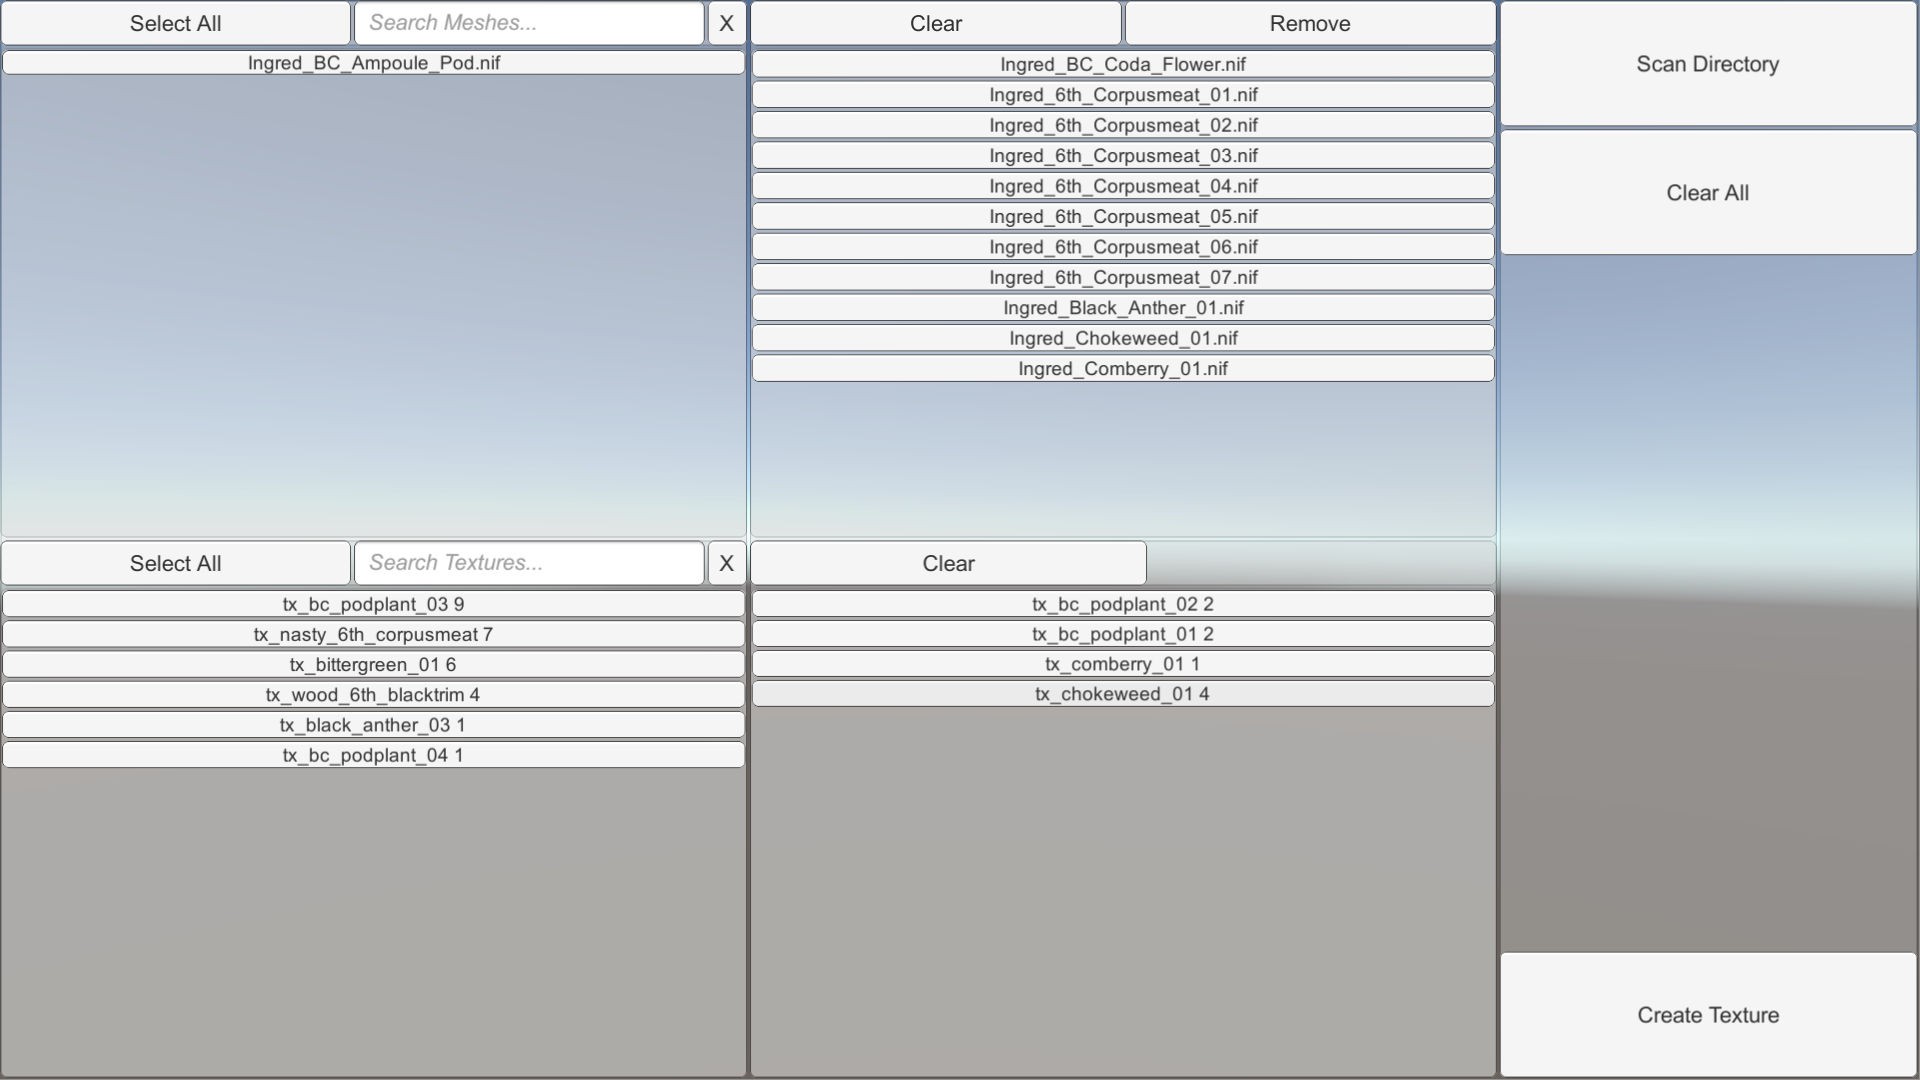 Select All
Search Meshes...
X
Ingred_BC_Ampoule_Pod.nif
Clear
Remove
Ingred_BC_Coda_Flower.nif
Ingred_6th_Corpusmeat_01.nif
Ingred_6th_Corpusmeat_02.nif
Ingred_6th_Corpusmeat_03.nif
Ingred_6th_Corpusmeat_04.nif
Ingred_6th_Corpusmeat_05.nif
Ingred_6th_Corpusmeat_06.nif
Ingred_6th_Corpusmeat_07.nif
Ingred_Black_Anther_01.nif
Ingred_Chokeweed_01.nif
Ingred_Comberry_01.nif
Scan Directory
Clear All
Select All
Search Textures...
X
tx_bc_podplant_03 9
tx_nasty_6th_corpusmeat 7
tx_bittergreen_01 6
tx_wood_6th_blacktrim 4
tx_black_anther_03 1
tx_bc_podplant_04 1
Clear
tx_bc_podplant_02 2
tx_bc_podplant_01 2
tx_comberry_01 1
tx_chokeweed_01 4
Create Texture